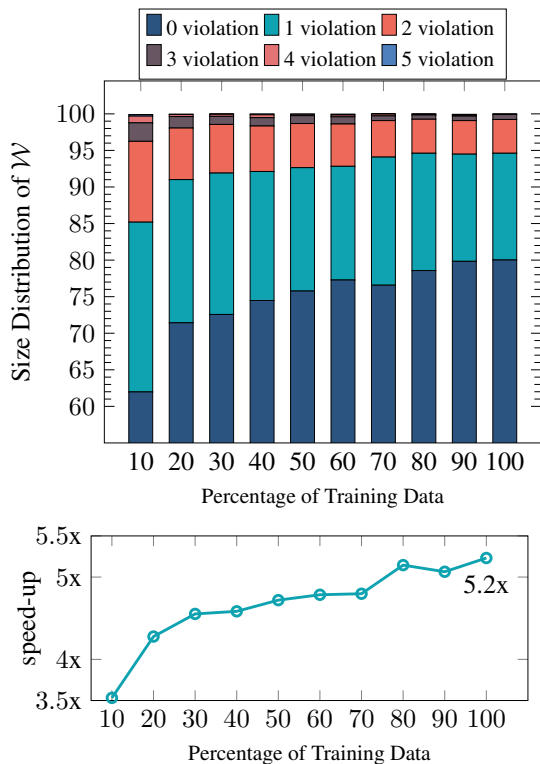 0 violation 1 violation 2 violation
3 violation 4 violation 5 violation
Size Distribution of 𝒲
100
95
90
85
80
75
70
65
60
10 20 30 40 50 60 70 80 90 100
Percentage of Training Data
speed-up
5.5x
5x
4x
3.5x
5.2x
10 20 30 40 50 60 70 80 90 100
Percentage of Training Data